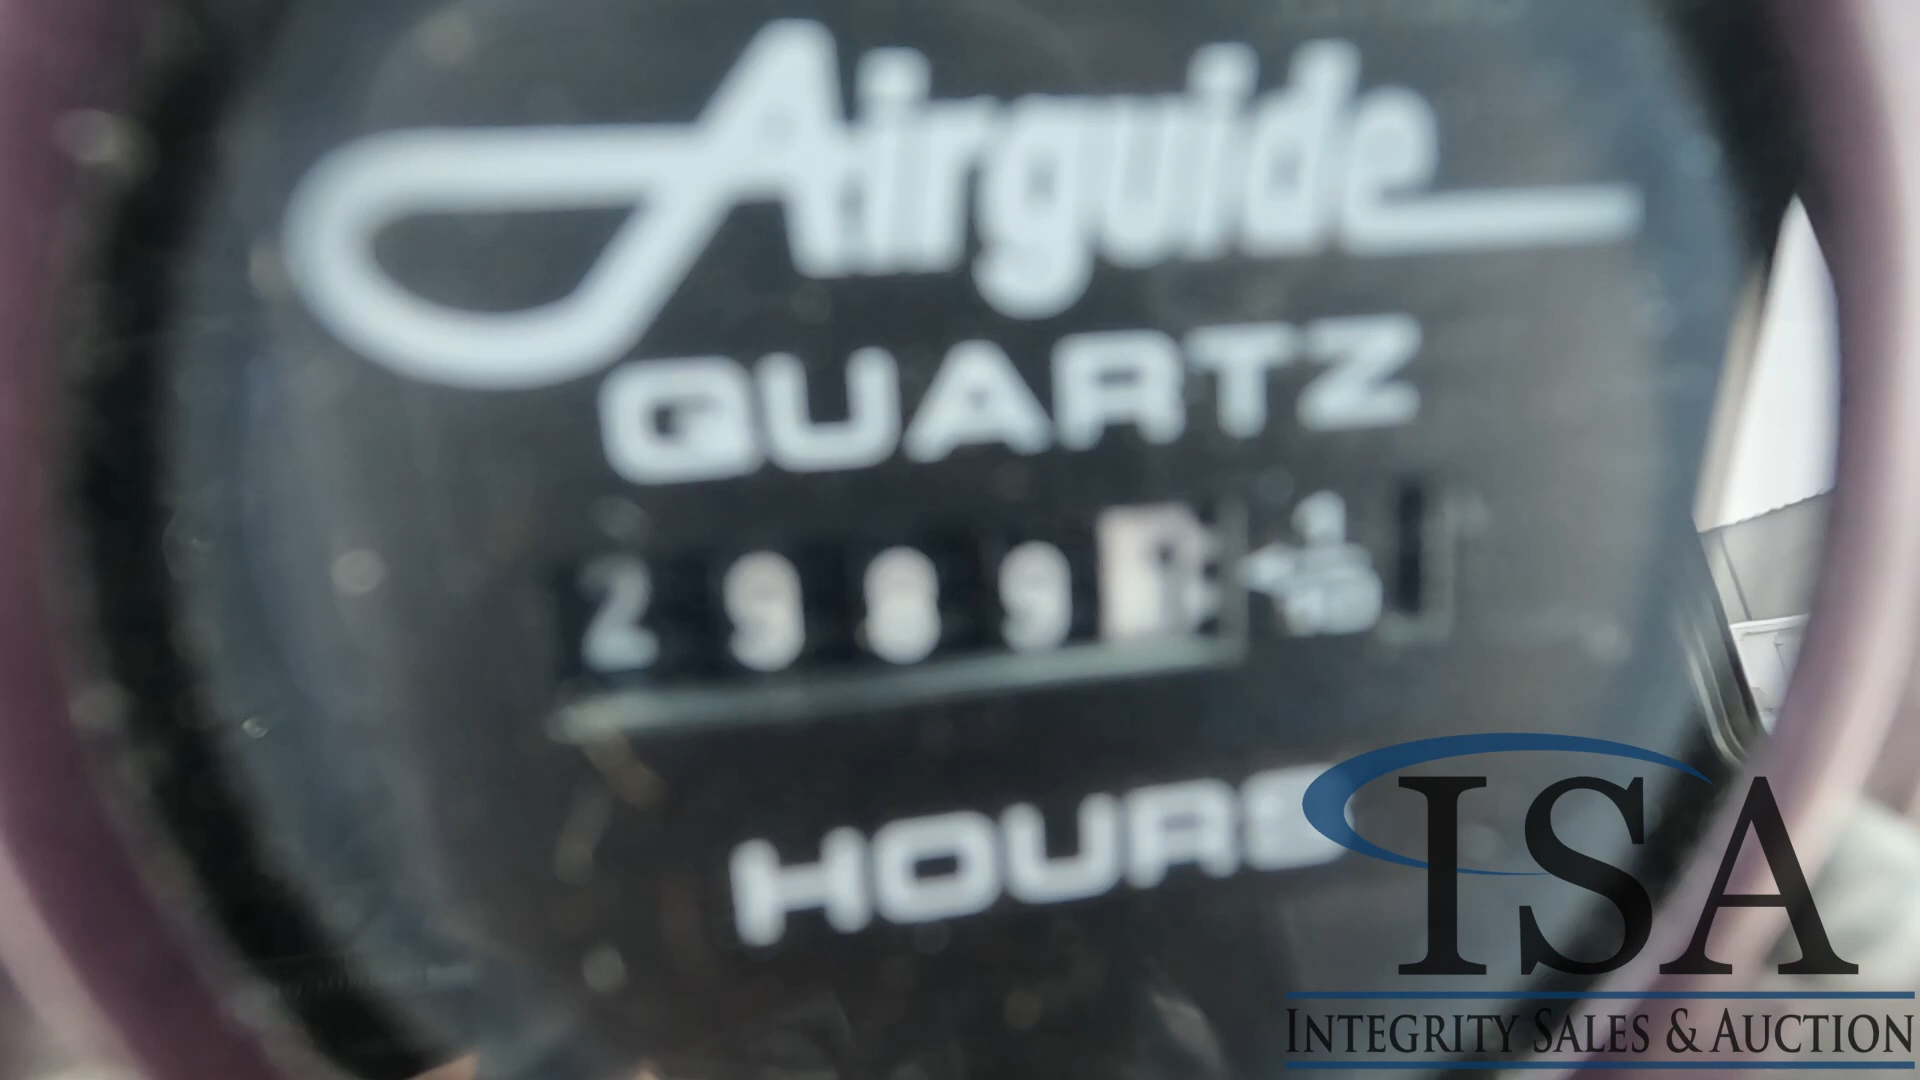 Airguide
QUARTZ
2989
HOURS
ISA
INTEGRITY SALES & AUCTION